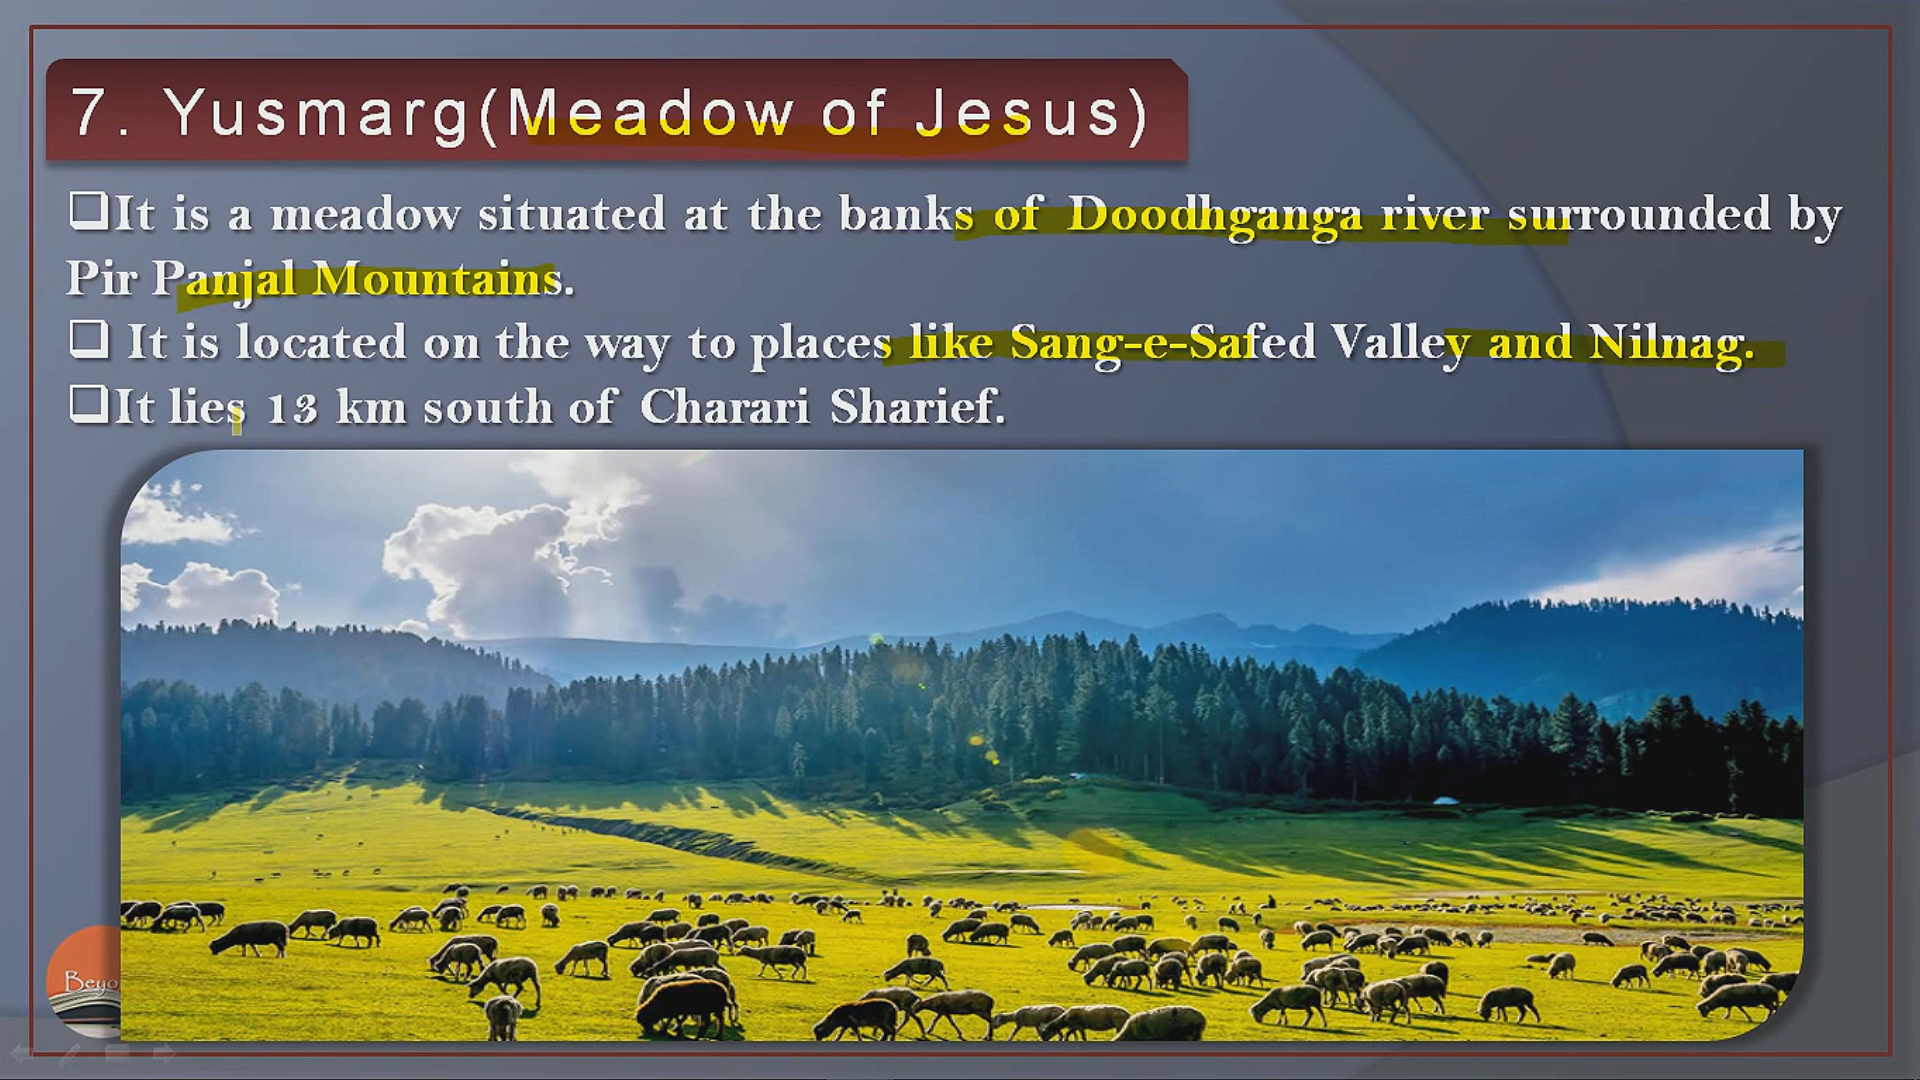 7. Yusmarg(Meadow of Jesus)
❑It is a meadow situated at the banks of Doodhganga river surrounded by
Pir Panjal Mountains.
❑ It is located on the way to places like Sang-e-Safed Valley and Nilnag.
❑It lies 13 km south of Charari Sharief.